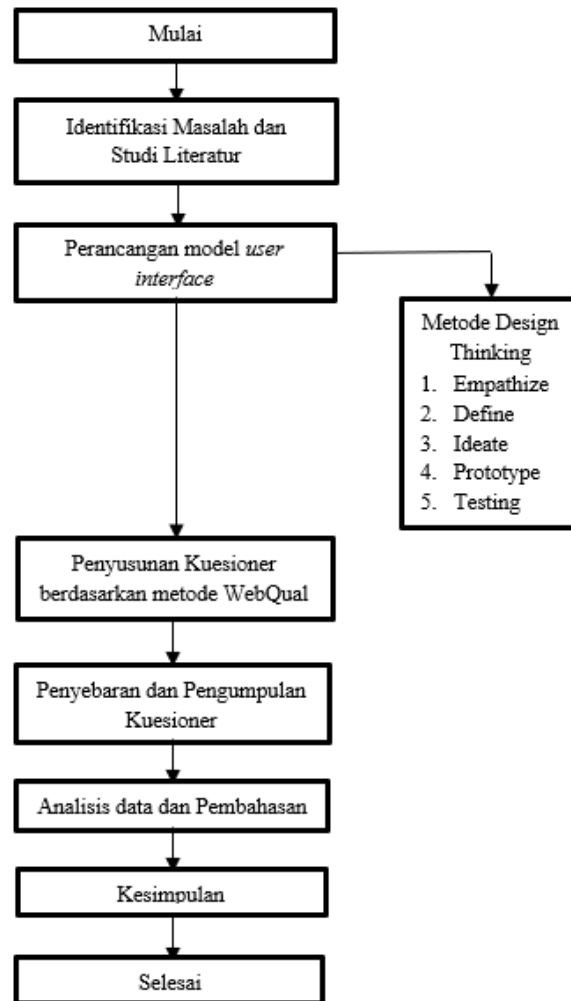 Mulai
Identifikasi Masalah dan
Studi Literatur
Perancangan model user
interface
Metode Design
Thinking
1. Empathize
2. Define
3. Ideate
4. Prototype
5. Testing
Penyusunan Kuesioner
berdasarkan metode WebQual
Penyebaran dan Pengumpulan
Kuesioner
Analisis data dan Pembahasan
Kesimpulan
Selesai